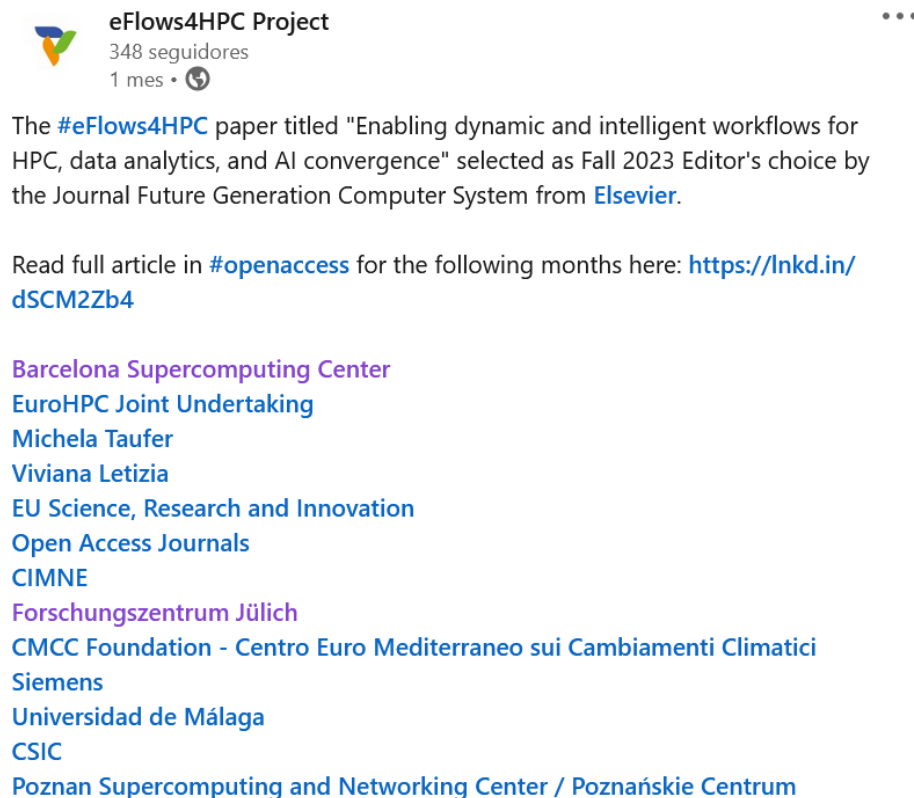 eFlows4HPC Project
348 seguidores
1 mes •
The #eFlows4HPC paper titled "Enabling dynamic and intelligent workflows for
HPC, data analytics, and AI convergence" selected as Fall 2023 Editor's choice by
the Journal Future Generation Computer System from Elsevier.
Read full article in #openaccess for the following months here: https://lnkd.in/
dSCM2Zb4
Barcelona Supercomputing Center
EuroHPC Joint Undertaking
Michela Taufer
Viviana Letizia
EU Science, Research and Innovation
Open Access Journals
CIMNE
Forschungszentrum Jülich
CMCC Foundation - Centro Euro Mediterraneo sui Cambiamenti Climatici
Siemens
Universidad de Málaga
CSIC
Poznan Supercomputing and Networking Center / Poznańskie Centrum